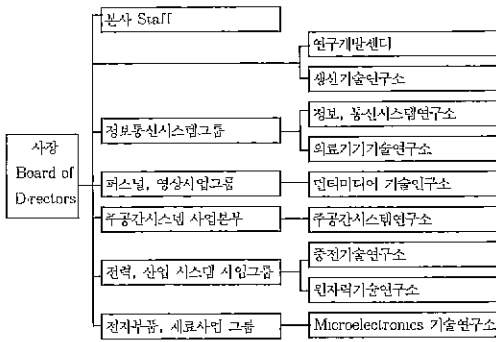 본사 Staff
연구개발센터
생산기술연구소
정보통신시스템그룹
정보, 통신시스템연구소
의료기기기술연구소
사장
Board of
Directors
퍼스널, 영상사업그룹
멀티미디어 기술연구소
주공간시스템 사업본부
주공간시스템연구소
전력, 산업 시스템 사업그룹
중전기술연구소
원자력기술연구소
전자부품, 재료사업 그룹
Microelectronics 기술연구소